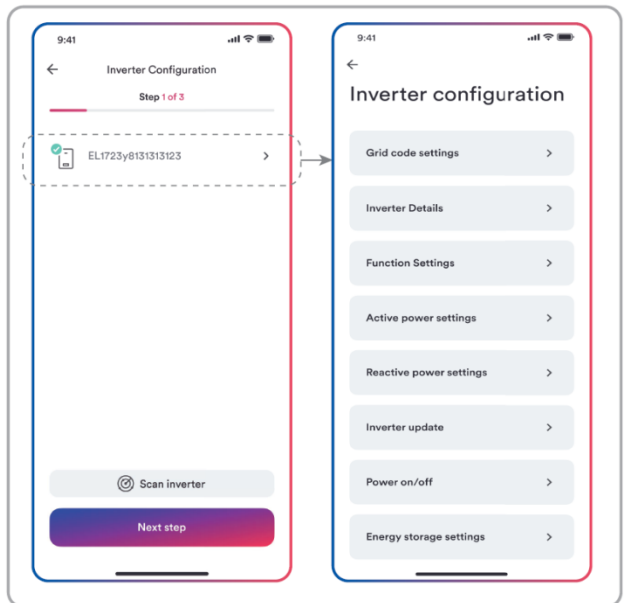 9:41
Inverter Configuration
Step 1 of 3
EL1723y8131313123
Scan inverter
Next step
9:41
Inverter configuration
Grid code settings
Inverter Details
Function Settings
Active power settings
Reactive power settings
Inverter update
Power on/off
Energy storage settings